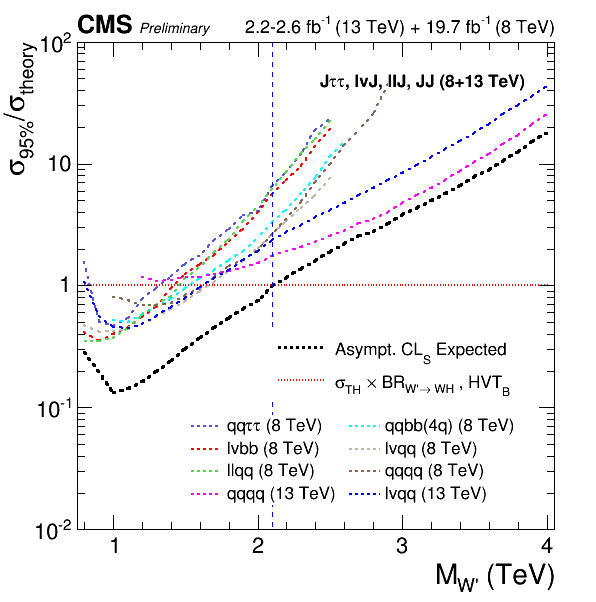 CMS Preliminary 2.2-2.6 fb⁻¹ (13 TeV) + 19.7 fb⁻¹ (8 TeV)
Jττ, lνJ, llJ, JJ (8+13 TeV)
σ95%/σtheory
10²
10
1
10⁻¹
10⁻²
Asympt. CLS Expected
σTH × BRW'→ WH , HVTB
qqττ (8 TeV)
lvbb (8 TeV)
llqq (8 TeV)
qqqq (13 TeV)
qqbb(4q) (8 TeV)
lvqq (8 TeV)
qqqq (8 TeV)
lvqq (13 TeV)
1 2 3 4
MW' (TeV)